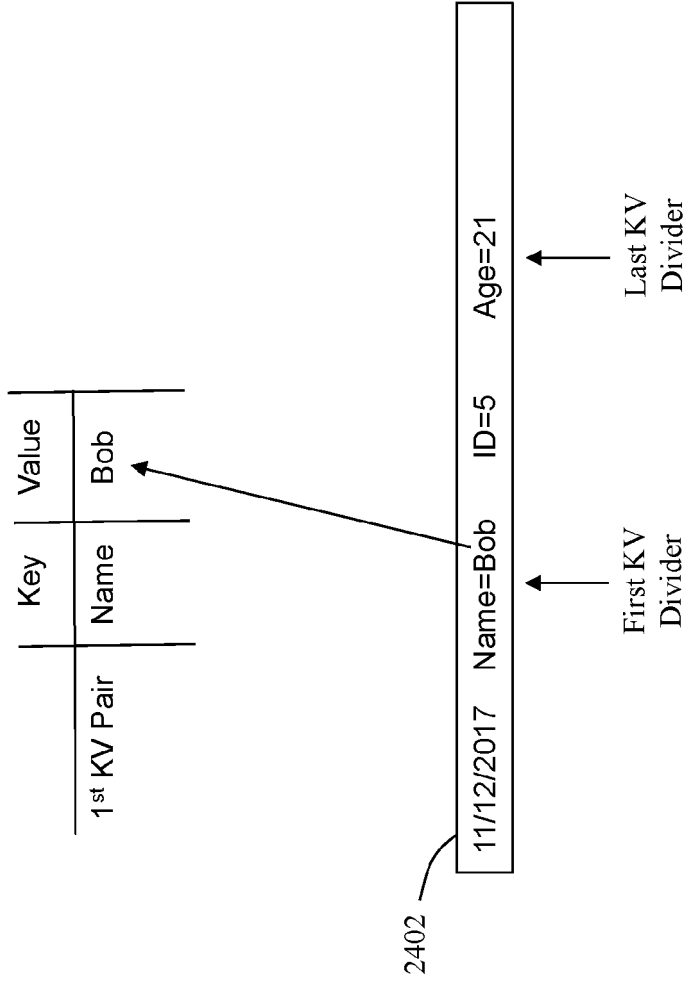 Key Value
1st KV Pair Name Bob
2402
11/12/2017 Name=Bob ID=5 Age=21
First KV
Divider
Last KV
Divider